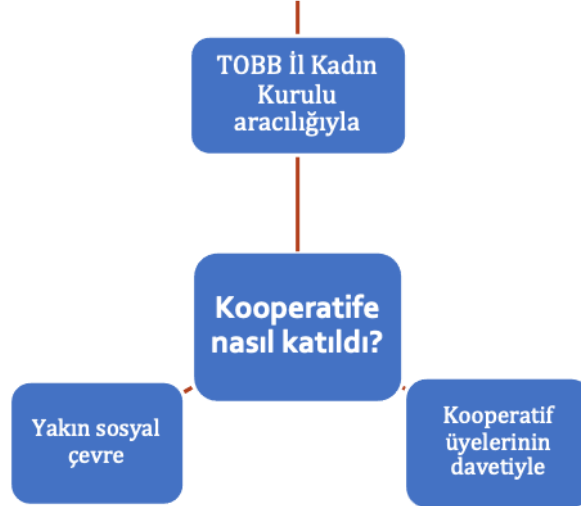 TOBB İl Kadın
Kurulu
aracılığıyla
Kooperatife
nasıl katıldı?
Yakın sosyal
çevre
Kooperatif
üyelerinin
davetiyle